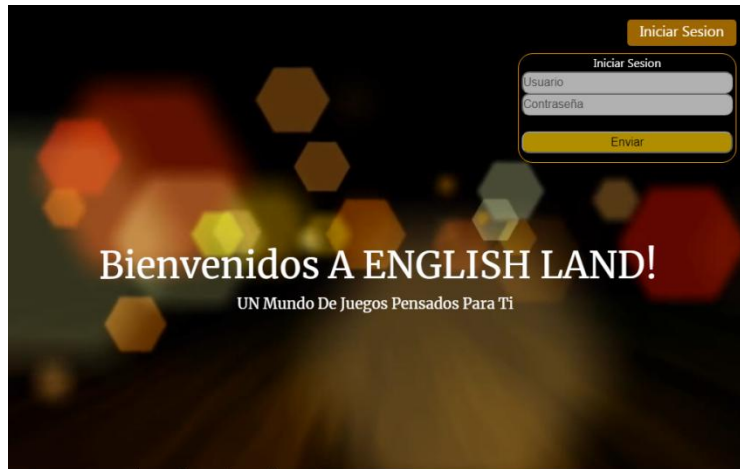 Iniciar Sesion
Iniciar Sesion
Usuario
Contraseña
Enviar
Bienvenidos A ENGLISH LAND!
UN Mundo De Juegos Pensados Para Ti